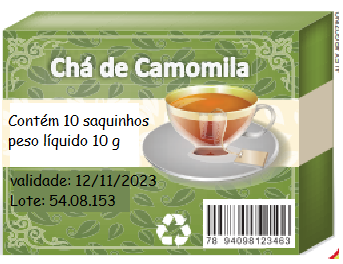 Chá de Camomila
Contém 10 saquinhos
peso líquido 10 g
validade: 12/11/2023
Lote: 54.08.153
78 94098123463